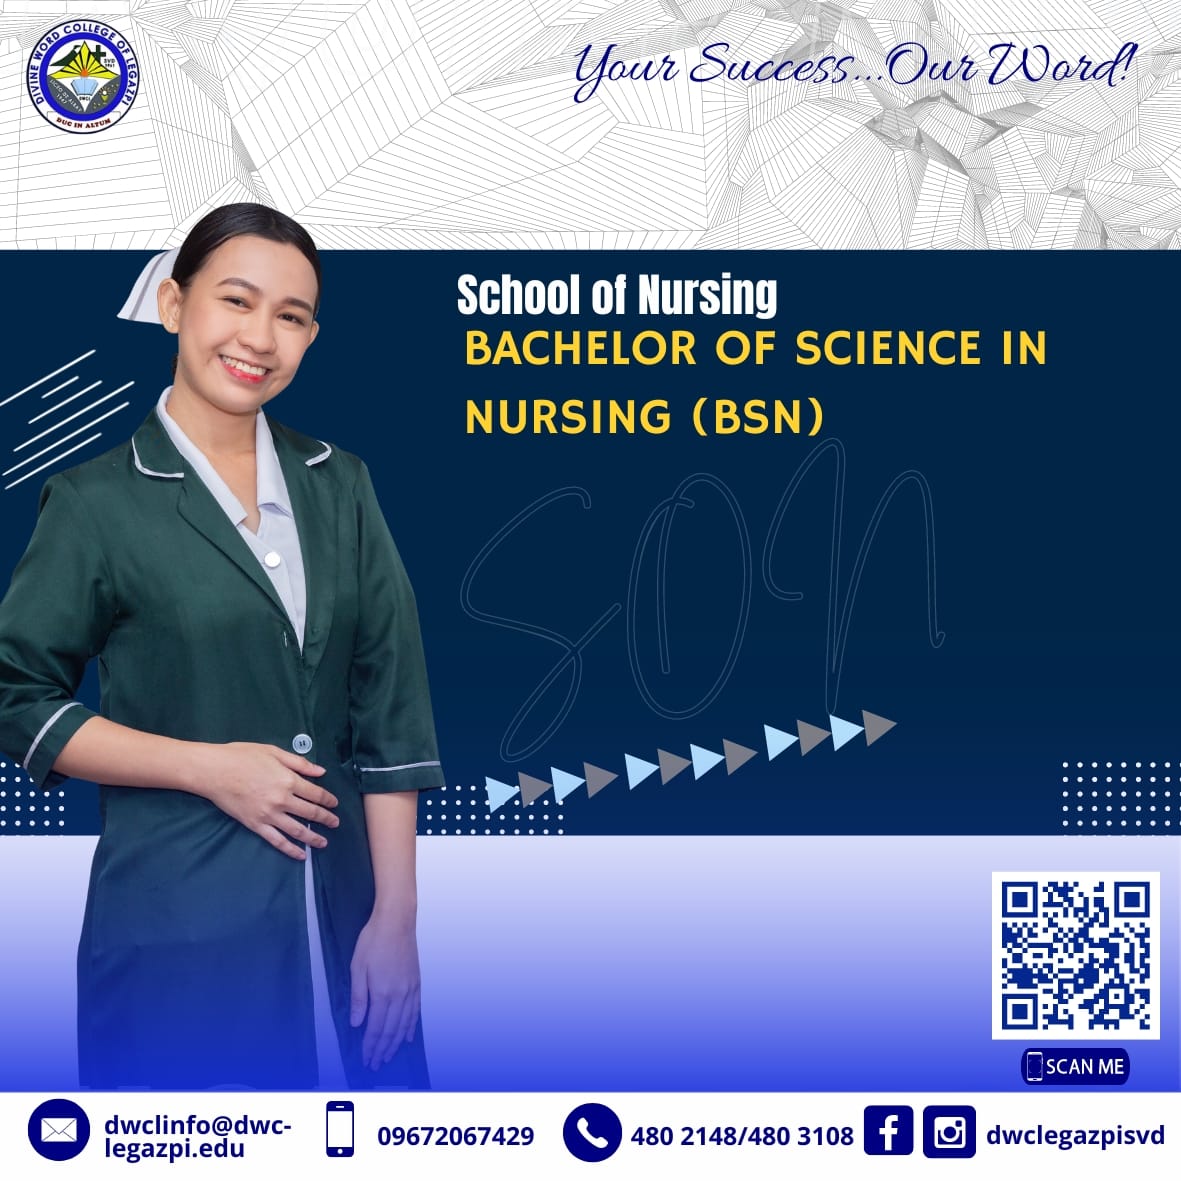 DIVINE WORD COLLEGE OF LEGAZPI
SVD
DUC IN ALTUM
Your Success...Our Word!
School of Nursing
BACHELOR OF SCIENCE IN
NURSING (BSN)
SON
SCAN ME
dwclinfo@dwc-
legazpi.edu
09672067429
480 2148/480 3108
dwclegazpisvd